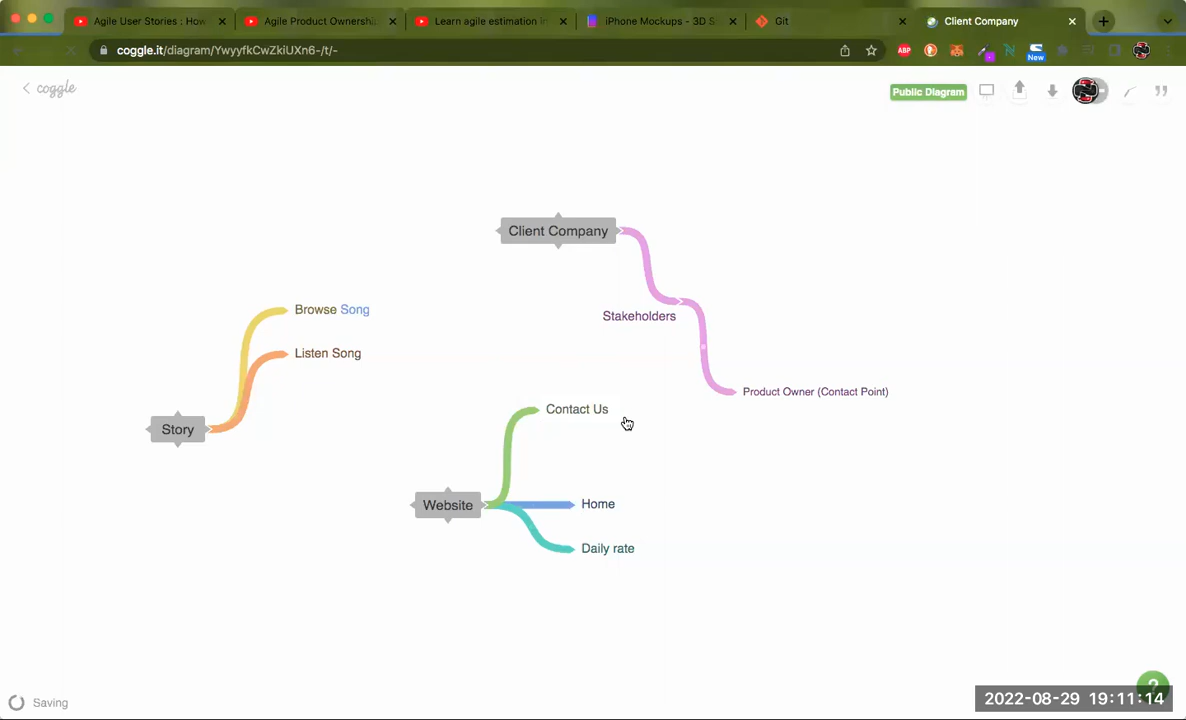 Agile User Stories : How
Agile Product Ownershi
Learn agile estimation in
iPhone Mockups - 3D S
Git
Client Company
coggle.it/diagram/YwyyfkCwZkiUXn6-/t/-
ABP
New
coggle
Public Diagram
Client Company
Browse Song
Stakeholders
Listen Song
Product Owner (Contact Point)
Contact Us
Story
Website
Home
Daily rate
Saving
?
2022-08-29 19:11:14